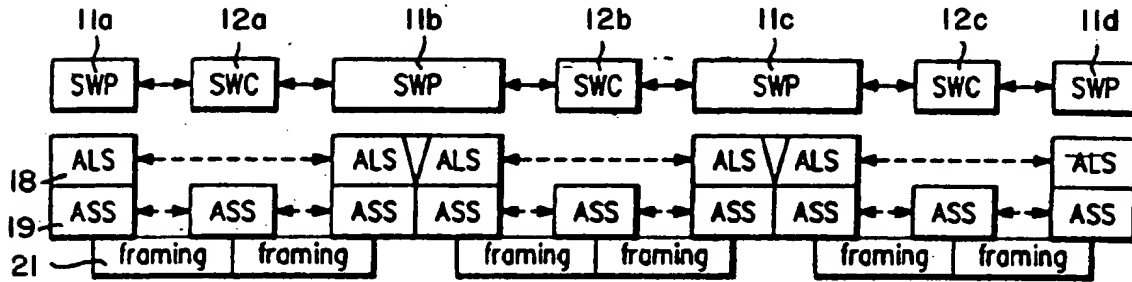 11a 12a 11b 12b 11c 12c 11d
SWP SWC SWP SWC SWP SWC SWP
18 ALS ALS ALS ALS ALS ALS
19 ASS ASS ASS ASS ASS ASS ASS ASS ASS
21 framing framing framing framing framing framing